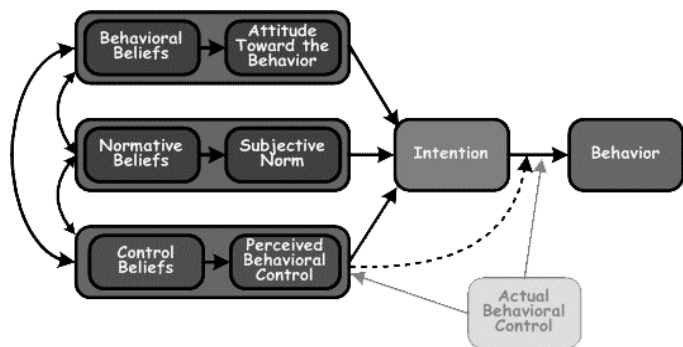 Behavioral
Beliefs
Attitude
Toward the
Behavior
Normative
Beliefs
Subjective
Norm
Intention
Behavior
Control
Beliefs
Perceived
Behavioral
Control
Actual
Behavioral
Control